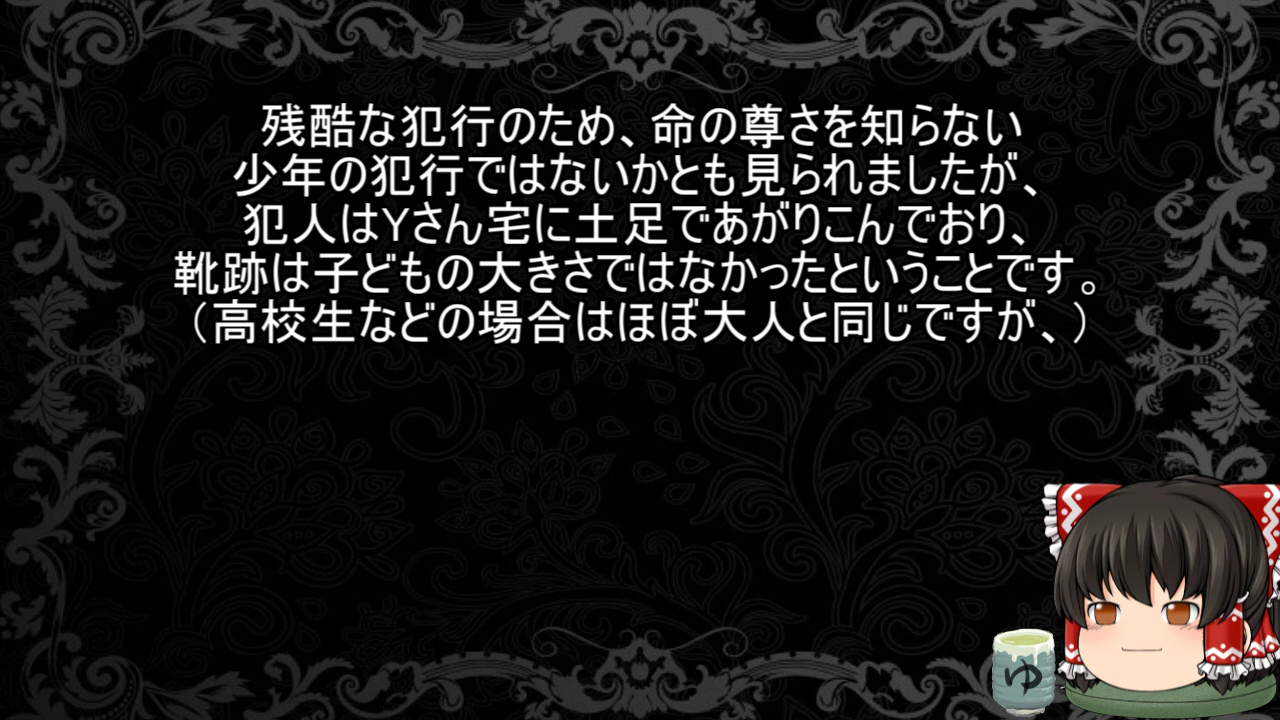 残酷な犯行のため、命の尊さを知らない
少年の犯行ではないかとも見られましたが、
犯人はYさん宅に土足であがりこんでおり、
靴跡は子どもの大きさではなかったということです。
（高校生などの場合はほぼ大人と同じですが、）
ゆ